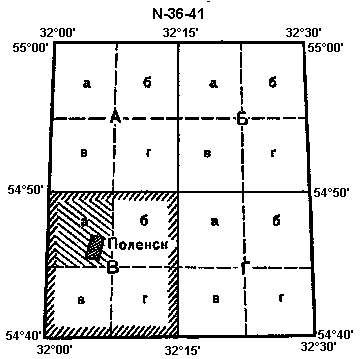 N-36-41
32°00' 32°15' 32°30'
55°00' 55°00'
а б а б
А Б
в г в г
54°50' 54°50'
а б а б
Поленск
В Г
в г в г
54°40' 54°40'
32°00' 32°15' 32°30'